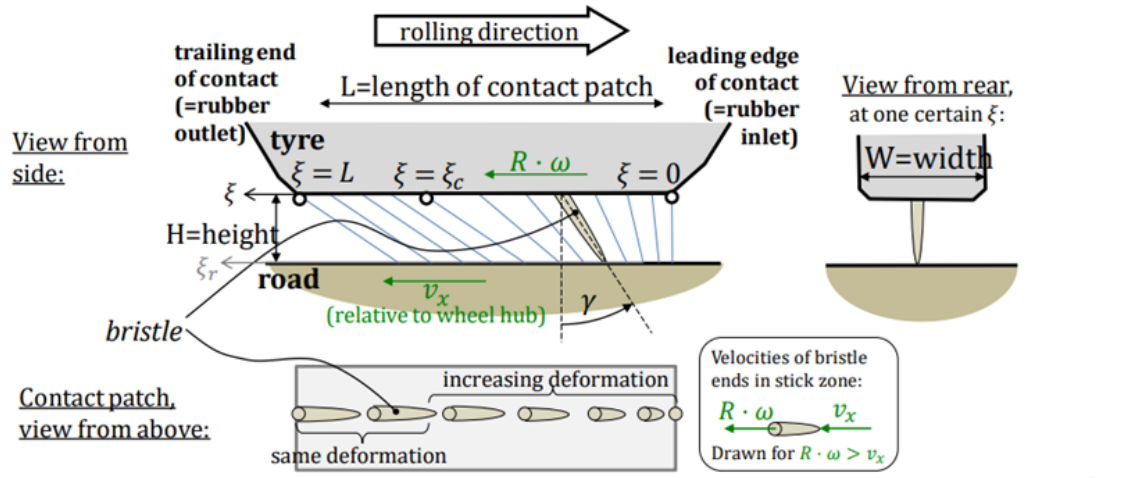 rolling direction
trailing end
of contact
(=rubber
outlet)
L=length of contact patch
leading edge
of contact
(=rubber
inlet)
View from rear,
at one certain ξ:
View from
side:
tyre
R · ω
ξ = L
ξ = ξc
ξ = 0
W=width
ξ
H=height
ξr
road
vx
(relative to wheel hub)
γ
bristle
Contact patch,
view from above:
increasing deformation
same deformation
Velocities of bristle
ends in stick zone:
R · ω
vx
Drawn for R · ω > vx